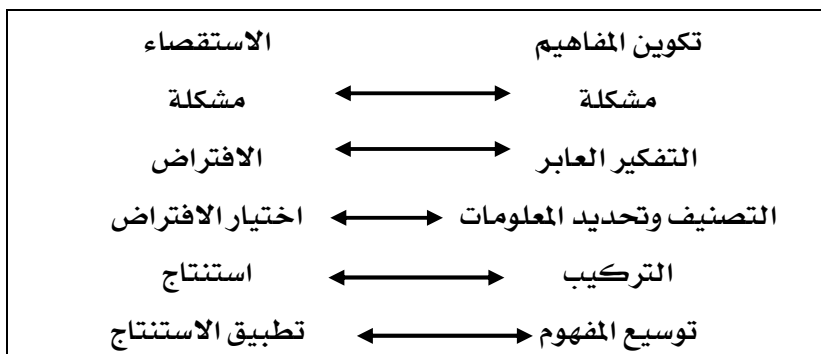 تكوين المفاهيم الاستقصاء
مشكلة مشكلة
التفكير العابر الافتراض
التصنيف وتحديد المعلومات اختيار الافتراض
التركيب استنتاج
توسيع المفهوم تطبيق الاستنتاج